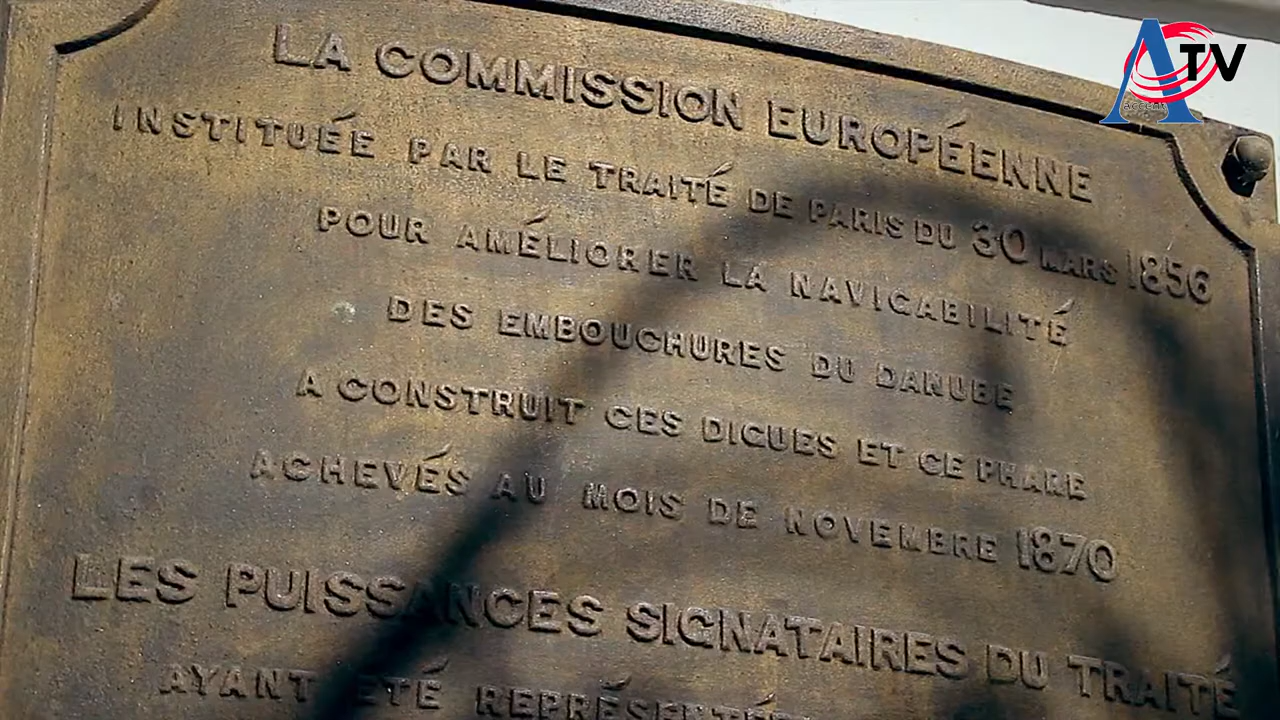 LA COMMISSION EUROPÉENNE
INSTITUÉE PAR LE TRAITÉ DE PARIS DU 30 MARS 1856
POUR AMÉLIORER LA NAVIGABILITÉ
DES EMBOUCHURES DU DANUBE
A CONSTRUIT CES DIGUES ET CE PHARE
ACHEVÉS AU MOIS DE NOVEMBRE 1870
LES PUISSANCES SIGNATAIRES DU TRAITÉ
AYANT ÉTÉ
A TV
accent